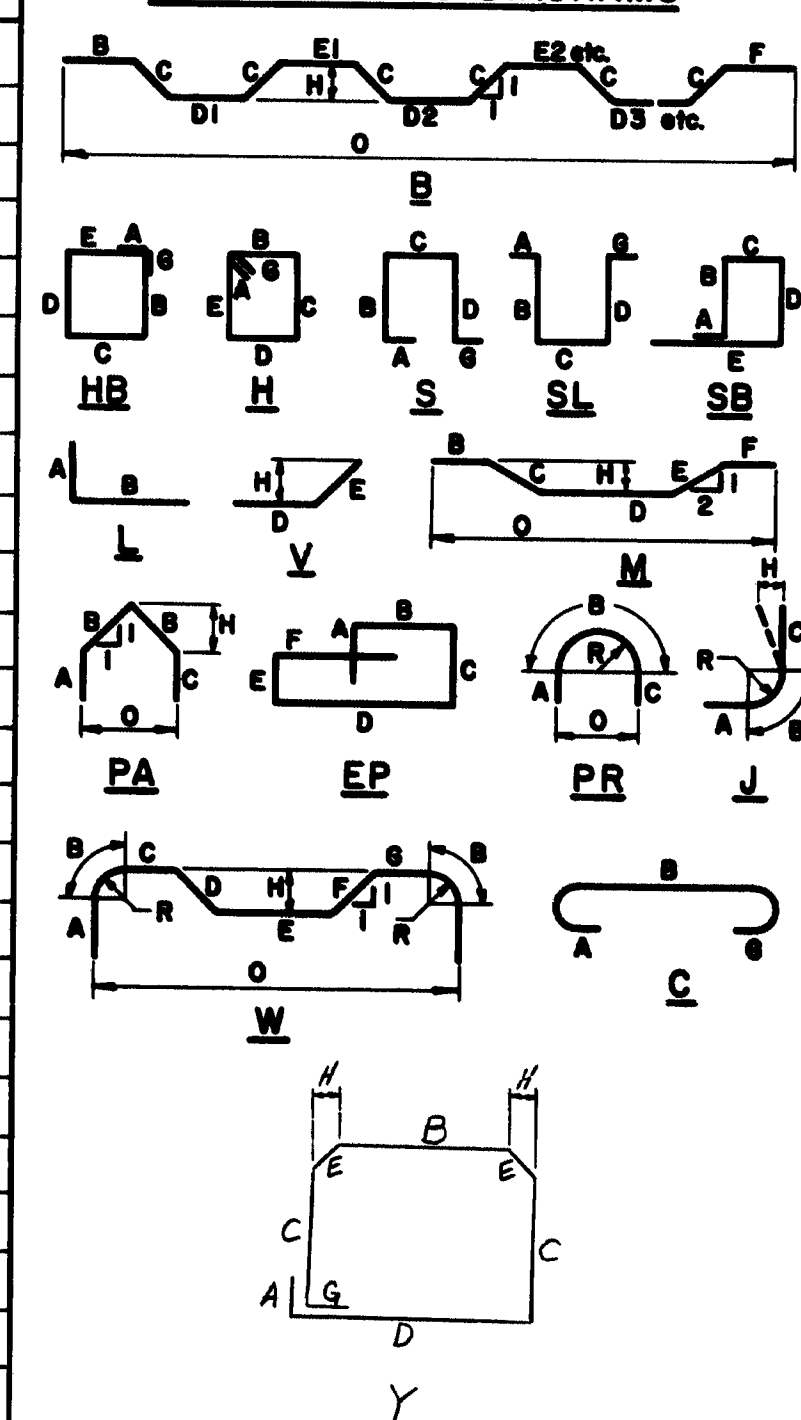 B C C E1 H C C 1 1 E2 etc. C C F
D1 D2 D3 etc.
O
B
E A G D B C
B G A E C D
C B D A G
A G B D C
C B D A E
HB H S SL SB
A B
H E D
B C H D E 1 2 F
O
L V M
B B 1 1 H A C O
B A F E C D
B R A C O
H C R A B
PA EP PR J
B C G B
A R D H F 1 1 E R
O
W
B
A G
C
H H
B
E E
C C
A G
D
Y